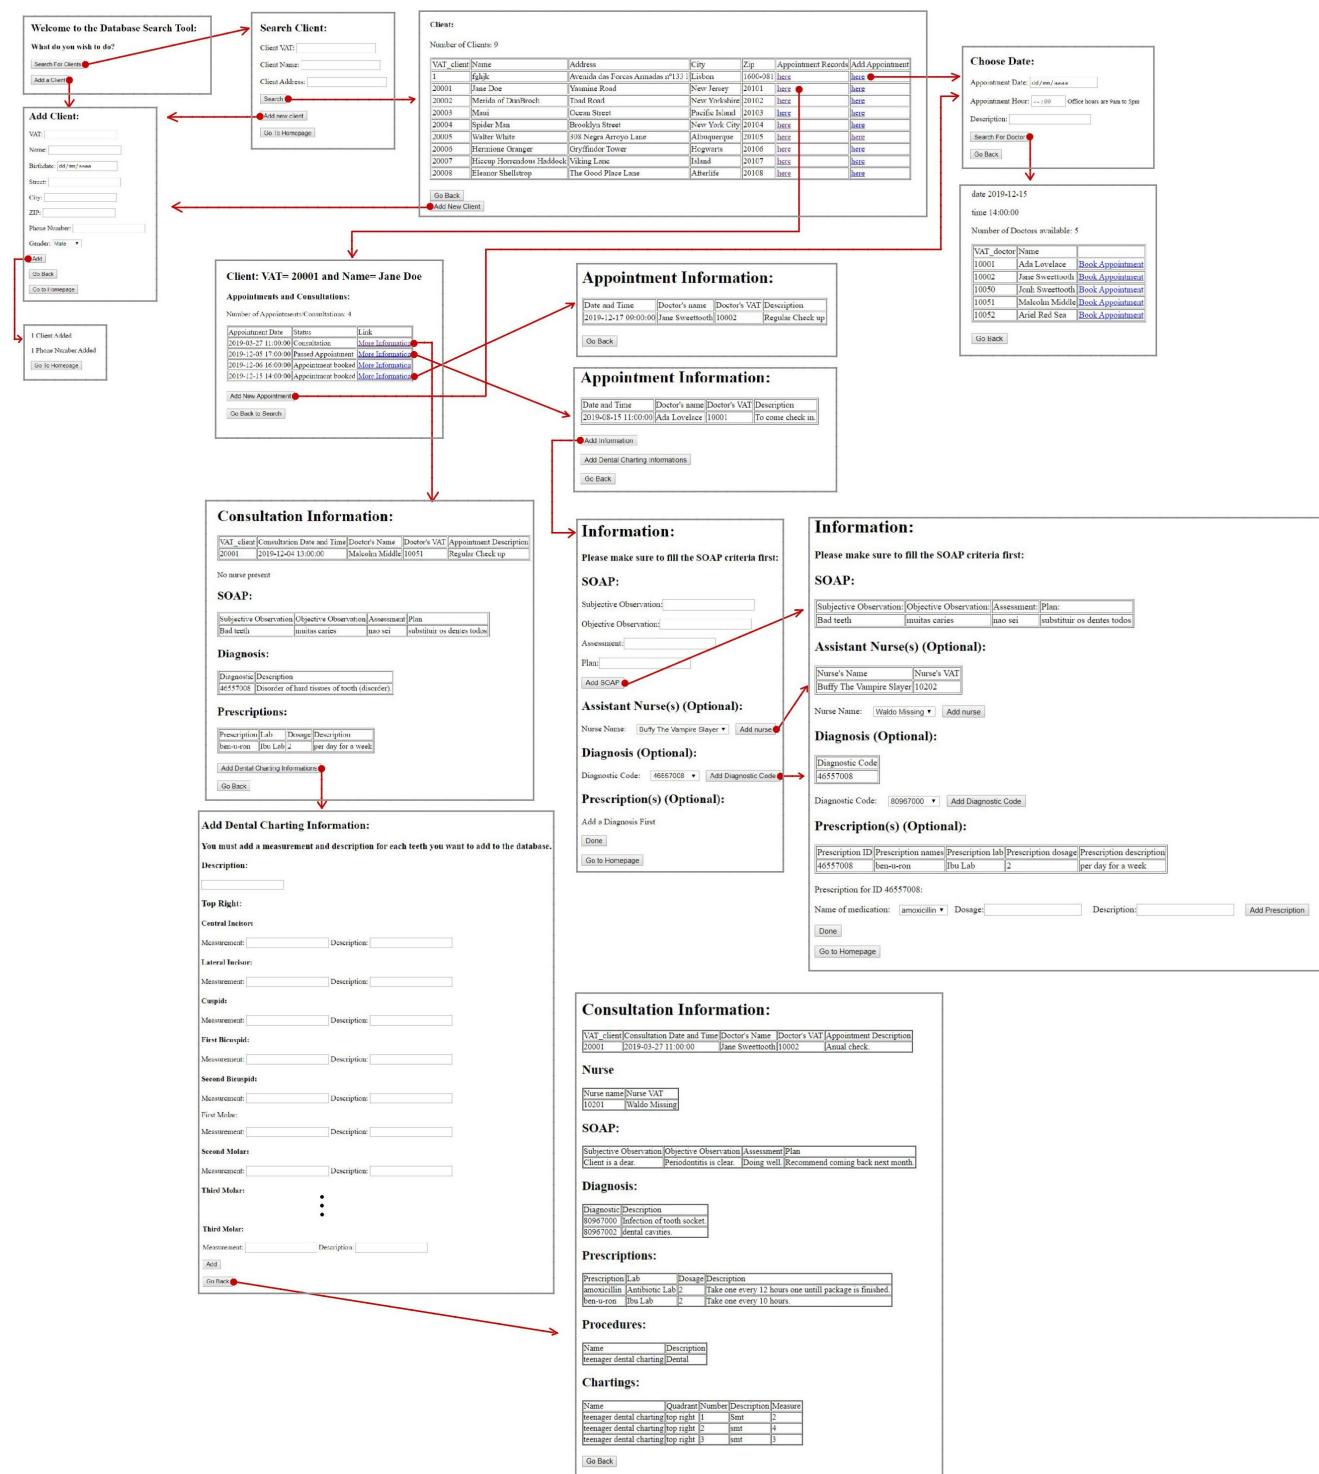 Welcome to the Database Search Tool:
What do you wish to do?
Search For Clients
Add a Client
Search Client:
Client VAT:
Client Name:
Client Address:
Search
Add new client
Go To Homepage
Client:
Number of Clients: 9
VAT_client Name Address City Zip Appointment Records Add Appointment
1 fghjk Avenida das Forcas Armadas nº133 1 Lisbon 1600-081 here here
20001 Jane Doe Yasmine Road New Jersey 20101 here here
20002 Merida of DunBroch Toad Road New Yorkshire 20102 here here
20003 Maui Ocean Street Pacific Island 20103 here here
20004 Spider Man Brooklyn Street New York City 20104 here here
20005 Walter White 308 Negra Arroyo Lane Albuquerque 20105 here here
20006 Hermione Granger Gryffindor Tower Hogwarts 20106 here here
20007 Hiccup Horrendous Haddock Viking Lane Island 20107 here here
20008 Eleanor Shellstrop The Good Place Lane Afterlife 20108 here here
Go Back
Add New Client
Choose Date:
Appointment Date: dd/mm/aaaa
Appointment Hour: --:00 Office hours are 9am to 5pm
Description:
Search For Doctor
Go Back
Add Client:
VAT:
Name:
Birthdate: dd/mm/aaaa
Street:
City:
ZIP:
Phone Number:
Gender: Male
Add
Go Back
Go to Homepage
1 Client Added
1 Phone Number Added
Go To Homepage
date 2019-12-15
time 14:00:00
Number of Doctors available: 5
VAT_doctor Name
10001 Ada Lovelace Book Appointment
10002 Jane Sweettooth Book Appointment
10050 Jonh Sweettooth Book Appointment
10051 Malcolm Middle Book Appointment
10052 Ariel Red Sea Book Appointment
Go Back
Client: VAT= 20001 and Name= Jane Doe
Appointments and Consultations:
Number of Appointments/Consultations: 4
Appointment Date Status Link
2019-03-27 11:00:00 Consultation More Information
2019-12-05 17:00:00 Passed Appointment More Information
2019-12-06 16:00:00 Appointment booked More Information
2019-12-15 14:00:00 Appointment booked More Information
Add New Appointment
Go Back to Search
Appointment Information:
Date and Time Doctor's name Doctor's VAT Description
2019-12-17 09:00:00 Jane Sweettooth 10002 Regular Check up
Go Back
Appointment Information:
Date and Time Doctor's name Doctor's VAT Description
2019-08-15 11:00:00 Ada Lovelace 10001 To come check in.
Add Information
Add Dental Charting Informations
Go Back
Consultation Information:
VAT_client Consultation Date and Time Doctor's Name Doctor's VAT Appointment Description
20001 2019-12-04 13:00:00 Malcolm Middle 10051 Regular Check up
No nurse present
SOAP:
Subjective Observation Objective Observation Assessment Plan
Bad teeth muitas caries nao sei substituir os dentes todos
Diagnosis:
Diagnostic Description
46557008 Disorder of hard tissues of tooth (disorder).
Prescriptions:
Prescription Lab Dosage Description
ben-u-ron Ibu Lab 2 per day for a week
Add Dental Charting Informations
Go Back
Information:
Please make sure to fill the SOAP criteria first:
SOAP:
Subjective Observation:
Objective Observation:
Assessment:
Plan:
Add SOAP
Assistant Nurse(s) (Optional):
Nurse Name: Buffy The Vampire Slayer Add nurse
Diagnosis (Optional):
Diagnostic Code: 46557008 Add Diagnostic Code
Prescription(s) (Optional):
Add a Diagnosis First
Done
Go to Homepage
Information:
Please make sure to fill the SOAP criteria first:
SOAP:
Subjective Observation: Objective Observation: Assessment: Plan:
Bad teeth muitas caries nao sei substituir os dentes todos
Assistant Nurse(s) (Optional):
Nurse's Name Nurse's VAT
Buffy The Vampire Slayer 10202
Nurse Name: Waldo Missing Add nurse
Diagnosis (Optional):
Diagnostic Code
46557008
Diagnostic Code: 80967000 Add Diagnostic Code
Prescription(s) (Optional):
Prescription ID Prescription names Prescription lab Prescription dosage Prescription description
46557008 ben-u-ron Ibu Lab 2 per day for a week
Prescription for ID 46557008:
Name of medication: amoxicillin Dosage: Description: Add Prescription
Done
Go to Homepage
Add Dental Charting Information:
You must add a measurement and description for each teeth you want to add to the database.
Description:
Top Right:
Central Incisor:
Measurement: Description:
Lateral Incisor:
Measurement: Description:
Cuspid:
Measurement: Description:
First Bicuspid:
Measurement: Description:
Second Bicuspid:
Measurement: Description:
First Molar:
Measurement: Description:
Second Molar:
Measurement: Description:
Third Molar:
Third Molar:
Measurement: Description:
Add
Go Back
Consultation Information:
VAT_client Consultation Date and Time Doctor's Name Doctor's VAT Appointment Description
20001 2019-03-27 11:00:00 Jane Sweettooth 10002 Anual check.
Nurse
Nurse name Nurse VAT
10201 Waldo Missing
SOAP:
Subjective Observation Objective Observation Assessment Plan
Client is a dear. Periodontitis is clear. Doing well. Recommend coming back next month.
Diagnosis:
Diagnostic Description
80967000 Infection of tooth socket.
80967002 dental cavities.
Prescriptions:
Prescription Lab Dosage Description
amoxicillin Antibiotic Lab 2 Take one every 12 hours one untill package is finished.
ben-u-ron Ibu Lab 2 Take one every 10 hours.
Procedures:
Name Description
teenager dental charting Dental
Chartings:
Name Quadrant Number Description Measure
teenager dental charting top right 1 Smt 2
teenager dental charting top right 2 smt 4
teenager dental charting top right 3 smt 3
Go Back